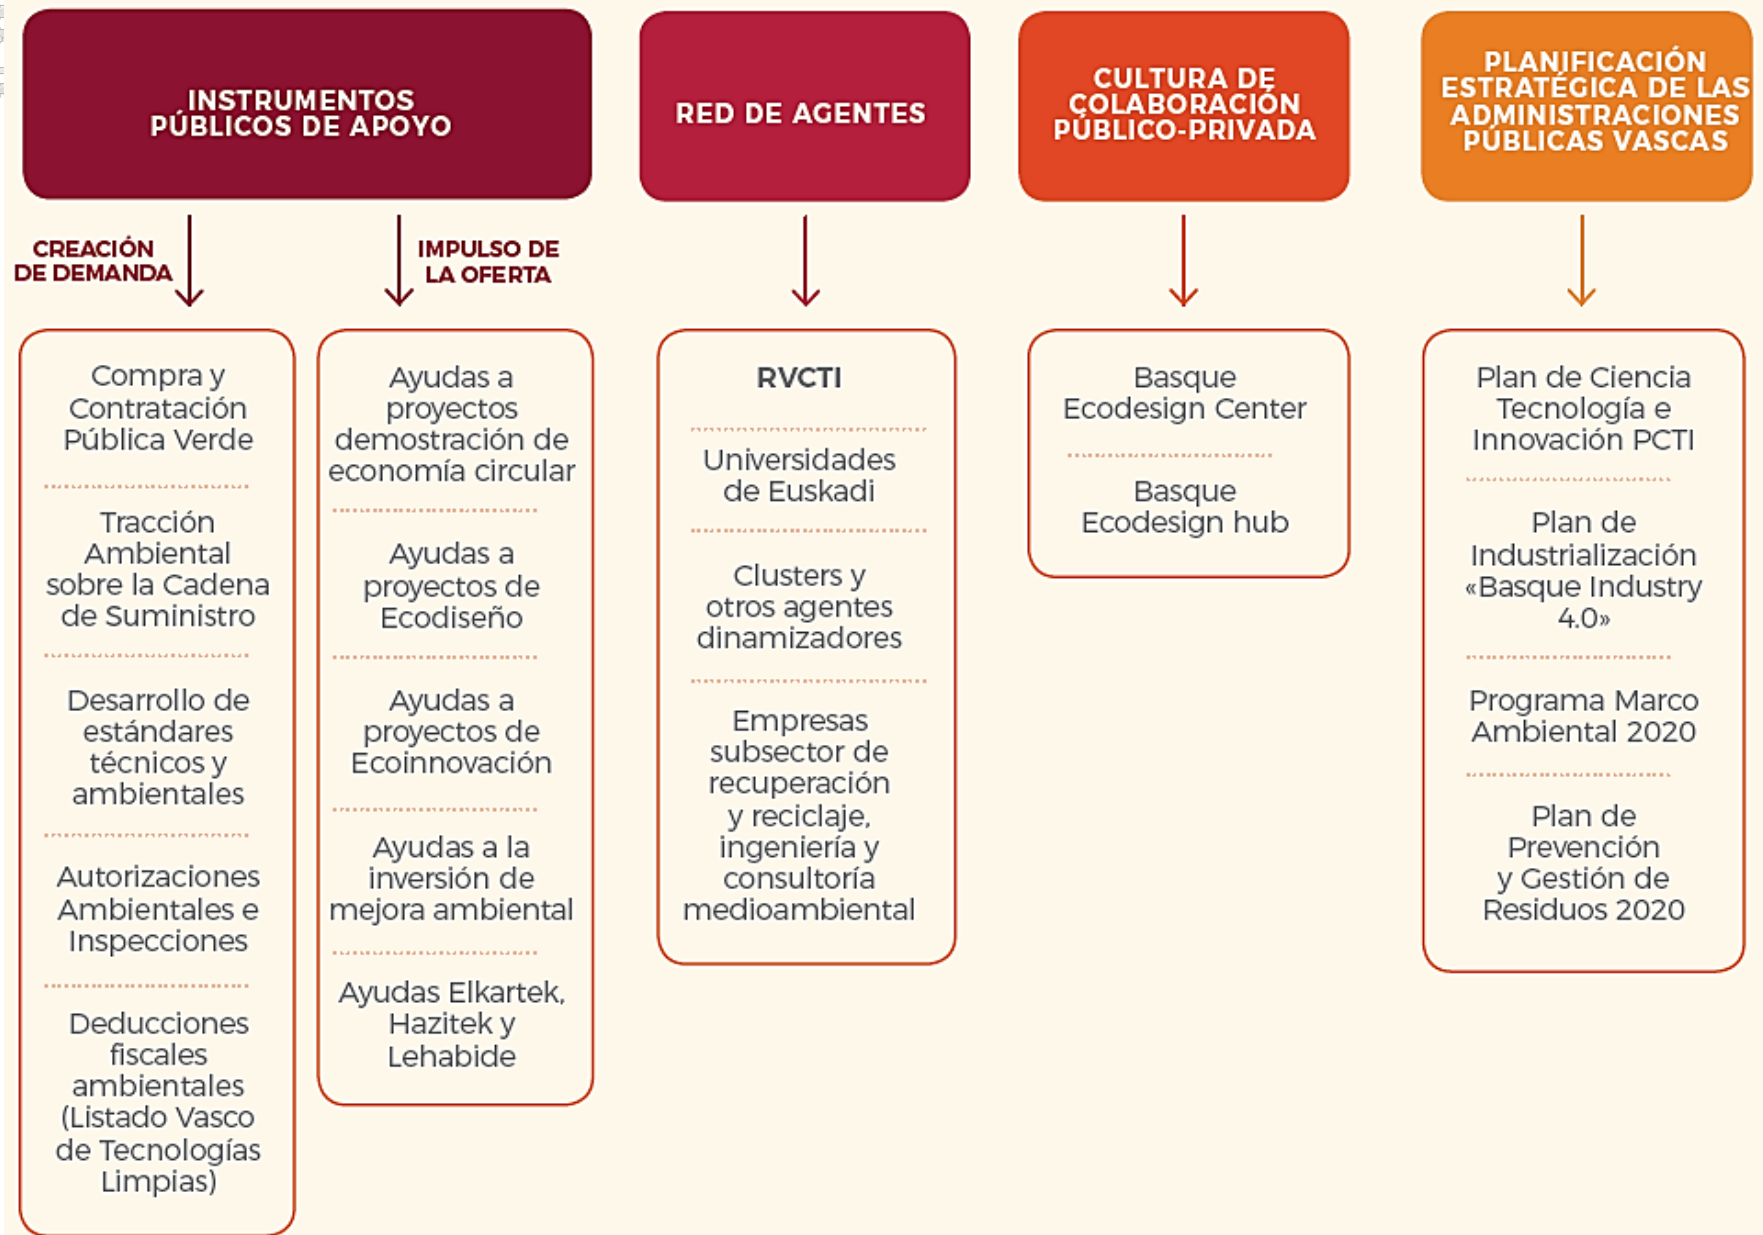 INSTRUMENTOS
PÚBLICOS DE APOYO
RED DE AGENTES
CULTURA DE
COLABORACIÓN
PÚBLICO-PRIVADA
PLANIFICACIÓN
ESTRATÉGICA DE LAS
ADMINISTRACIONES
PÚBLICAS VASCAS
CREACIÓN
DE DEMANDA
IMPULSO DE
LA OFERTA
Compra y
Contratación
Pública Verde
Tracción
Ambiental
sobre la Cadena
de Suministro
Desarrollo de
estándares
técnicos y
ambientales
Autorizaciones
Ambientales e
Inspecciones
Deducciones
fiscales
ambientales
(Listado Vasco
de Tecnologías
Limpias)
Ayudas a
proyectos
demostración de
economía circular
Ayudas a
proyectos de
Ecodiseño
Ayudas a
proyectos de
Ecoinnovación
Ayudas a la
inversión de
mejora ambiental
Ayudas Elkartek,
Hazitek y
Lehabide
RVCTI
Universidades
de Euskadi
Clusters y
otros agentes
dinamizadores
Empresas
subsector de
recuperación
y reciclaje,
ingeniería y
consultoría
medioambiental
Basque
Ecodesign Center
Basque
Ecodesign hub
Plan de Ciencia
Tecnología e
Innovación PCTI
Plan de
Industrialización
«Basque Industry
4.0»
Programa Marco
Ambiental 2020
Plan de
Prevención
y Gestión de
Residuos 2020